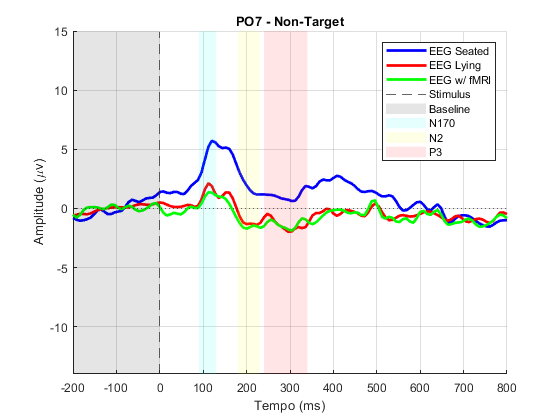 PO7 - Non-Target
Amplitude (μv)
15
10
5
0
-5
-10
-200
-100
0
100
200
300
400
500
600
700
800
Tempo (ms)
EEG Seated
EEG Lying
EEG w/ fMRI
Stimulus
Baseline
N170
N2
P3